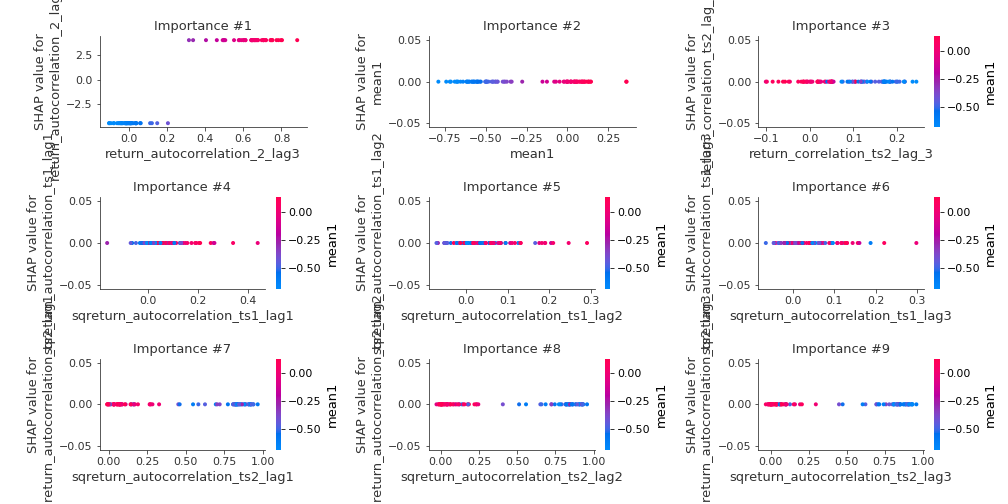 Importance #1
SHAP value for
2.5
0.0
−2.5
0.0
0.2
0.4
0.6
0.8
return_autocorrelation_2_lag3
Importance #2
SHAP value for
mean1
0.05
0.00
−0.05
−0.75
−0.50
−0.25
0.00
0.25
mean1
Importance #3
SHAP value for
0.05
0.00
−0.05
−0.1
0.0
0.1
0.2
return_correlation_ts2_lag_3
0.00
−0.25
−0.50
mean1
Importance #4
SHAP value for
0.05
0.00
−0.05
0.0
0.2
0.4
sqreturn_autocorrelation_ts1_lag1
0.00
−0.25
−0.50
mean1
Importance #5
SHAP value for
0.05
0.00
−0.05
0.0
0.1
0.2
0.3
sqreturn_autocorrelation_ts1_lag2
0.00
−0.25
−0.50
mean1
Importance #6
SHAP value for
0.05
0.00
−0.05
0.0
0.1
0.2
0.3
sqreturn_autocorrelation_ts1_lag3
0.00
−0.25
−0.50
mean1
Importance #7
SHAP value for
0.05
0.00
−0.05
0.00
0.25
0.50
0.75
1.00
sqreturn_autocorrelation_ts2_lag1
0.00
−0.25
−0.50
mean1
Importance #8
SHAP value for
0.05
0.00
−0.05
0.00
0.25
0.50
0.75
1.00
sqreturn_autocorrelation_ts2_lag2
0.00
−0.25
−0.50
mean1
Importance #9
SHAP value for
0.05
0.00
−0.05
0.00
0.25
0.50
0.75
1.00
sqreturn_autocorrelation_ts2_lag3
0.00
−0.25
−0.50
mean1